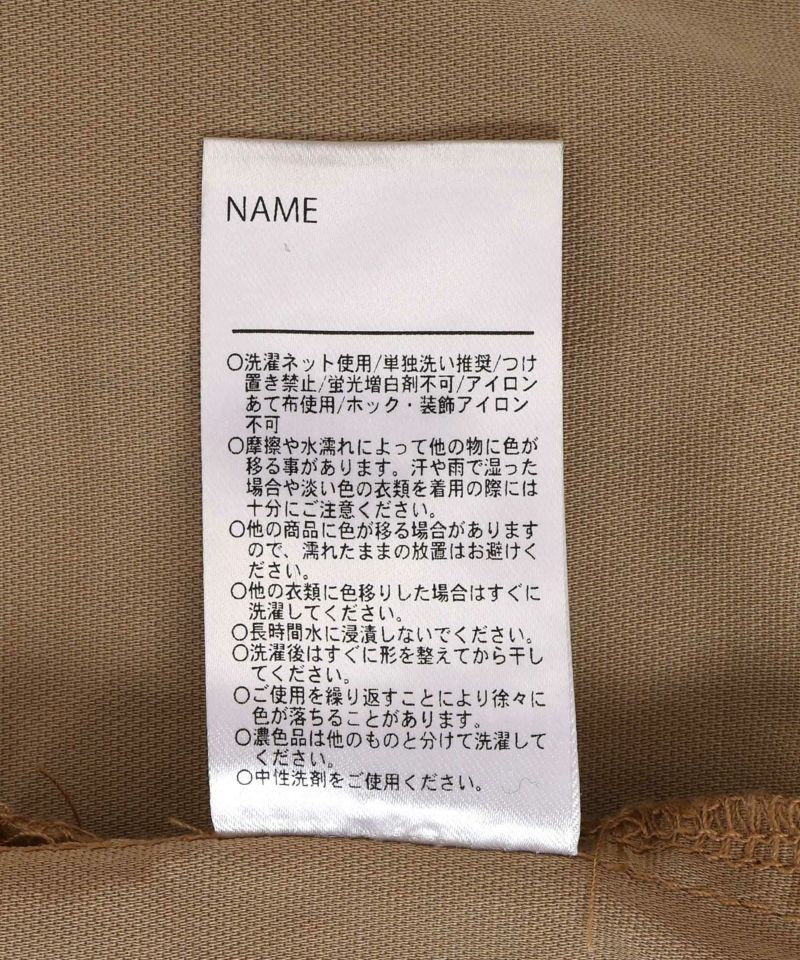 NAME
〇洗濯ネット使用/単独洗い推奨/つけ
置き禁止/蛍光増白剤不可/アイロン
あて布使用/ホック・装飾アイロン
不可
〇摩擦や水濡れによって他の物に色が
移る事があります。汗や雨で湿った
場合や淡い色の衣類を着用の際には
十分にご注意ください。
〇他の商品に色が移る場合があります
ので、濡れたままの放置はお避けく
ださい。
〇他の衣類に色移りした場合はすぐに
洗濯してください。
〇長時間水に浸漬しないでください。
〇洗濯後はすぐに形を整えてから干し
てください。
〇ご使用を繰り返すことにより徐々に
色が落ちることがあります。
〇濃色品は他のものと分けて洗濯して
ください。
〇中性洗剤をご使用ください。